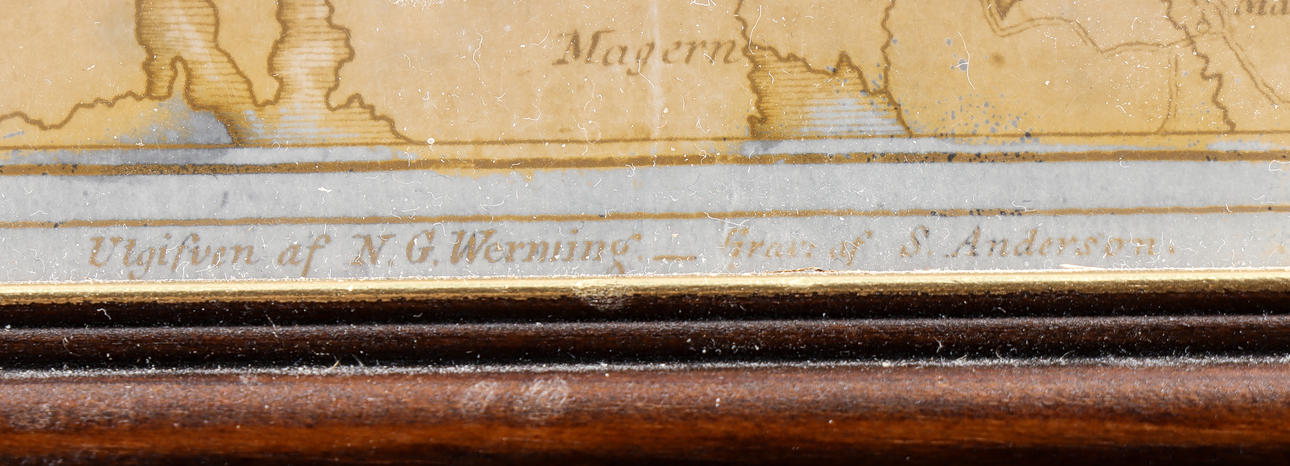 Magern
Utgifven af N. G. Werming. — Grav: af S. Anderson.